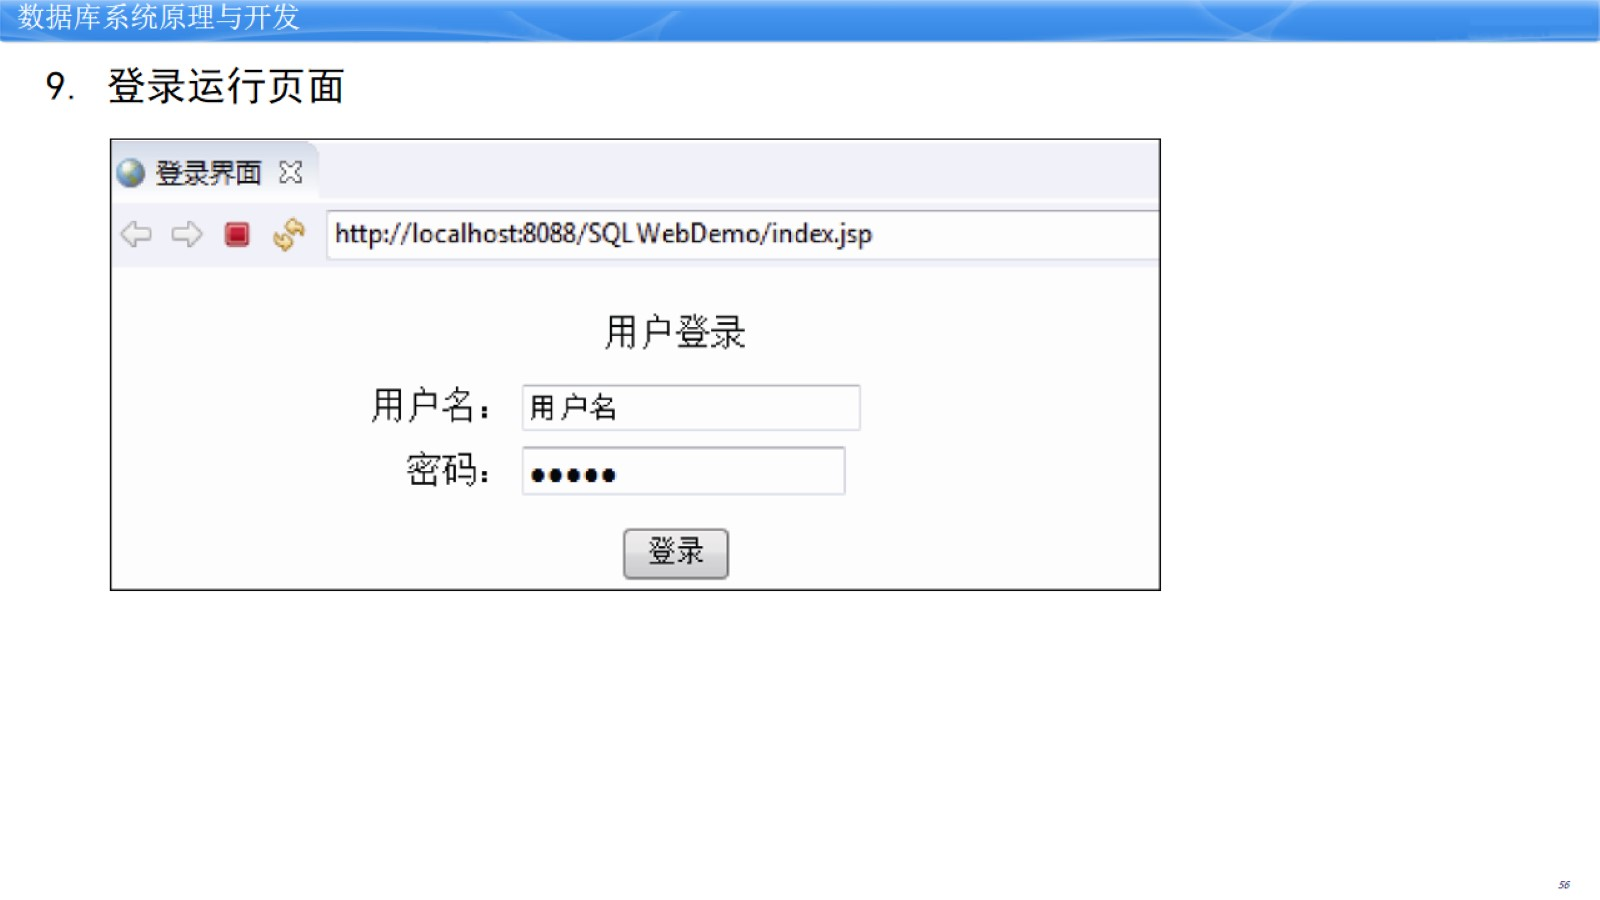 数据库系统原理与开发
9. 登录运行页面
登录界面
http://localhost:8088/SQLWebDemo/index.jsp
用户登录
用户名： 用户名
密码： ●●●●●
登录
56